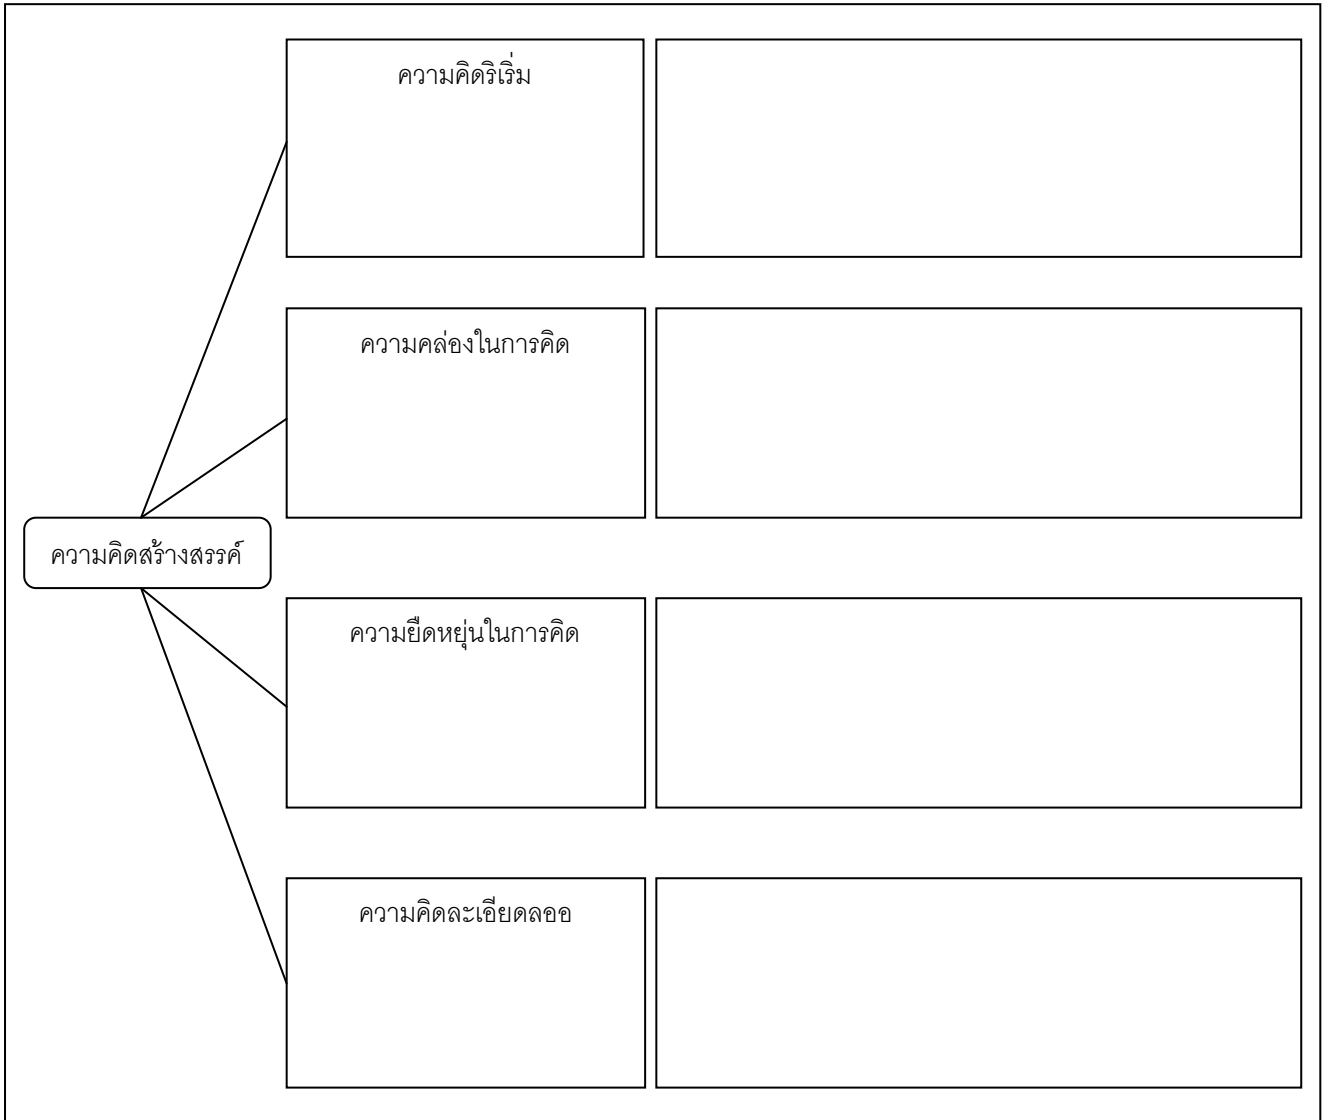 ความคิดริเริ่ม
ความคล่องในการคิด
ความคิดสร้างสรรค์
ความยืดหยุ่นในการคิด
ความคิดละเอียดลออ